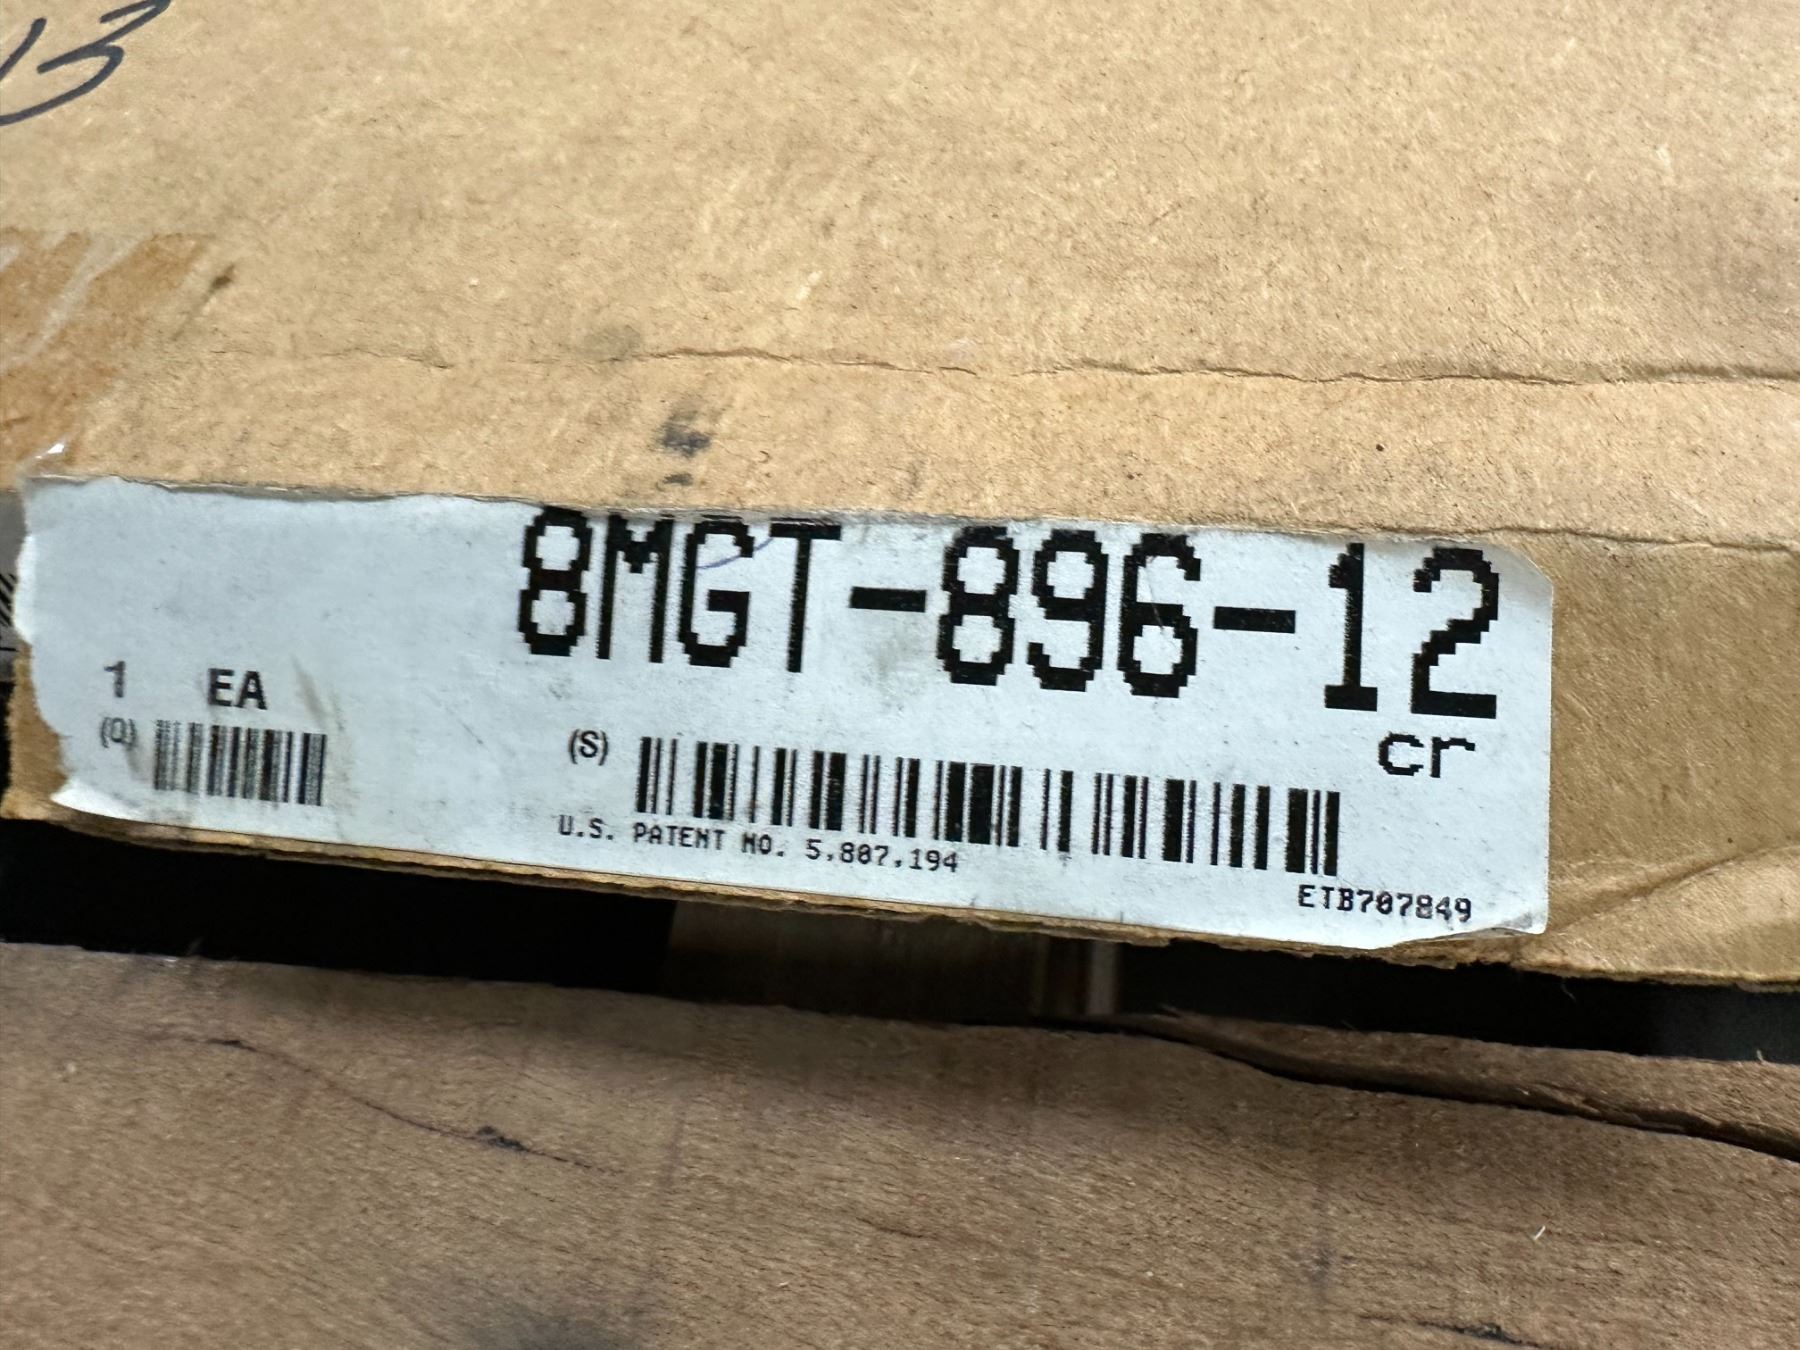 13
8MGT-896-12
1 EA
cr
(Q)
(S)
U.S. PATENT NO. 5,807,194
ETB707849